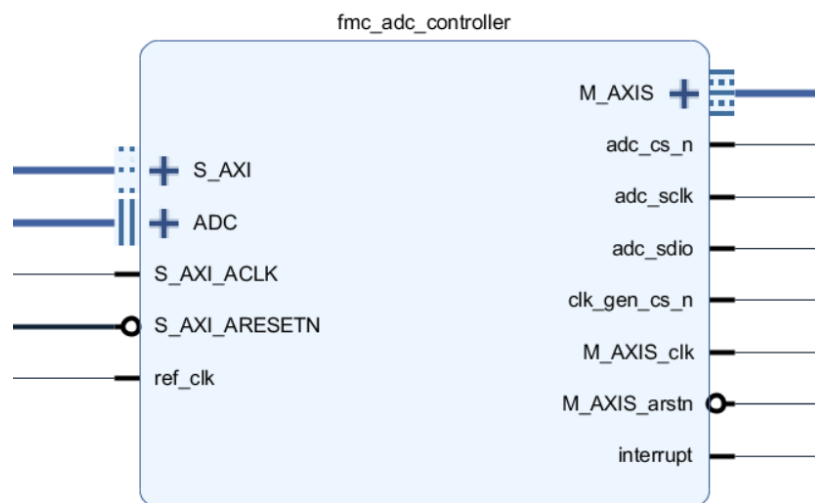 fmc_adc_controller
S_AXI
ADC
S_AXI_ACLK
S_AXI_ARESETN
ref_clk
M_AXIS
adc_cs_n
adc_sclk
adc_sdio
clk_gen_cs_n
M_AXIS_clk
M_AXIS_arstn
interrupt